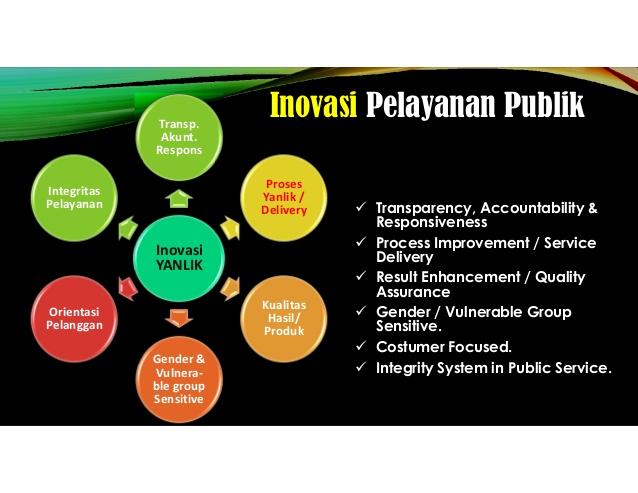 Inovasi Pelayanan Publik
Transp.
Akunt.
Respons
Proses
Yanlik /
Delivery
Kualitas
Hasil/
Produk
Gender &
Vulnera-
ble group
Sensitive
Orientasi
Pelanggan
Integritas
Pelayanan
Inovasi
YANLIK
✓ Transparency, Accountability &
Responsiveness
✓ Process Improvement / Service
Delivery
✓ Result Enhancement / Quality
Assurance
✓ Gender / Vulnerable Group
Sensitive.
✓ Costumer Focused.
✓ Integrity System in Public Service.